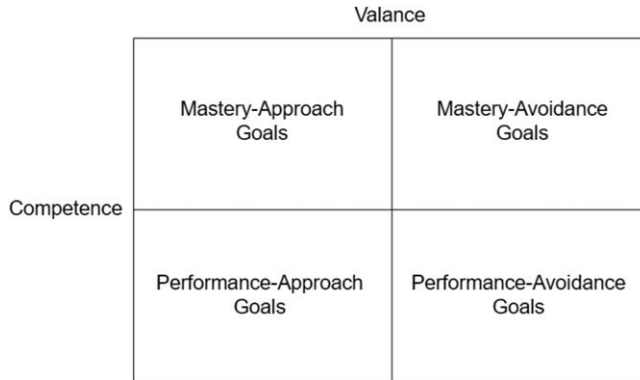 Valance
Mastery-Approach
Goals
Mastery-Avoidance
Goals
Competence
Performance-Approach
Goals
Performance-Avoidance
Goals